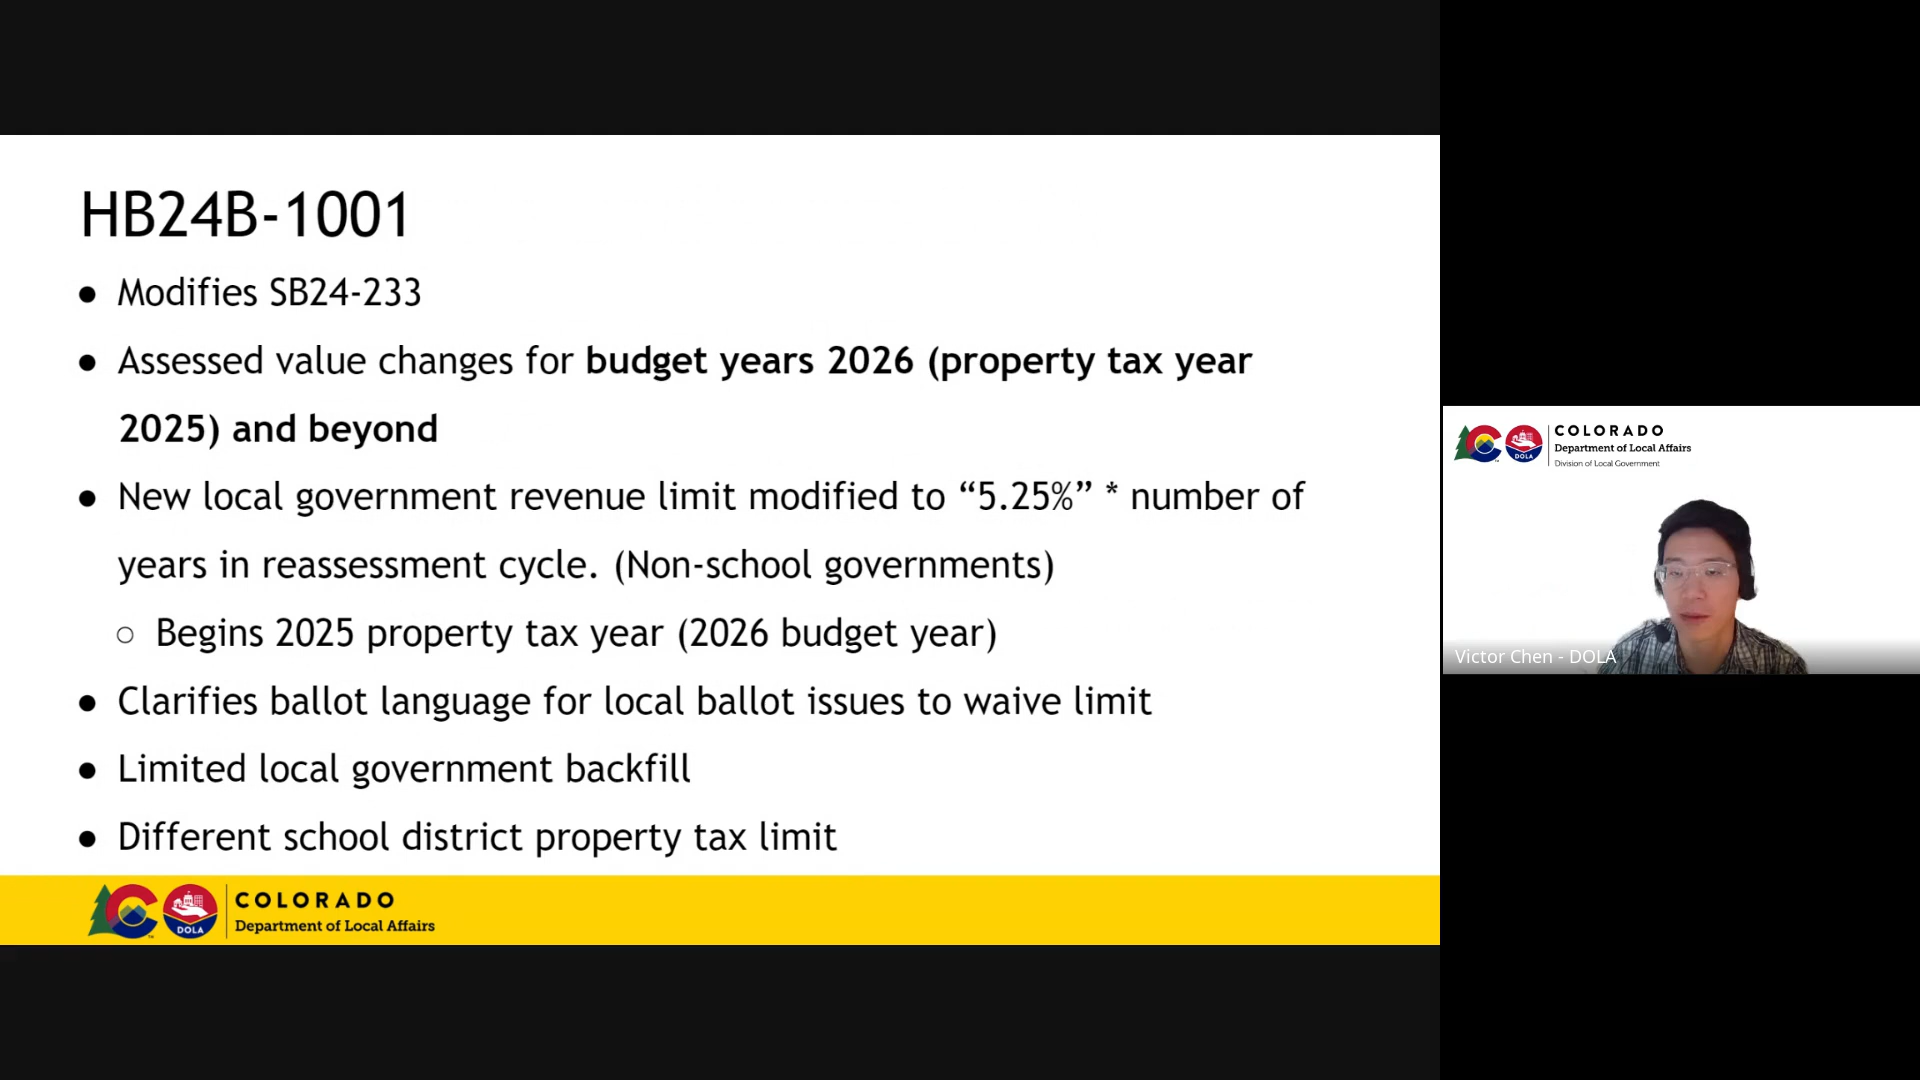 HB24B-1001
● Modifies SB24-233
● Assessed value changes for budget years 2026 (property tax year
2025) and beyond
● New local government revenue limit modified to “5.25%” * number of
years in reassessment cycle. (Non-school governments)
○ Begins 2025 property tax year (2026 budget year)
● Clarifies ballot language for local ballot issues to waive limit
● Limited local government backfill
● Different school district property tax limit
DOLA
COLORADO
Department of Local Affairs
DOLA
COLORADO
Department of Local Affairs
Division of Local Government
Victor Chen - DOLA